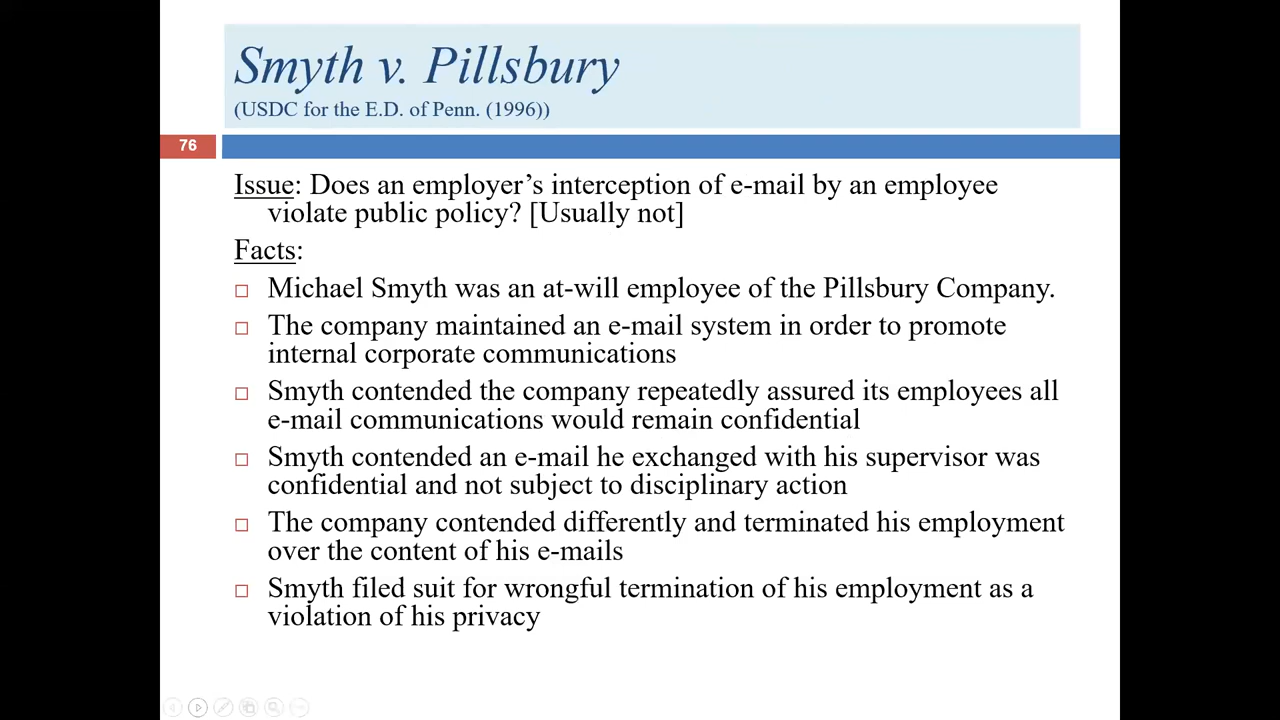 Smyth v. Pillsbury
(USDC for the E.D. of Penn. (1996))
76
Issue: Does an employer’s interception of e-mail by an employee
violate public policy? [Usually not]
Facts:
Michael Smyth was an at-will employee of the Pillsbury Company.
The company maintained an e-mail system in order to promote
internal corporate communications
Smyth contended the company repeatedly assured its employees all
e-mail communications would remain confidential
Smyth contended an e-mail he exchanged with his supervisor was
confidential and not subject to disciplinary action
The company contended differently and terminated his employment
over the content of his e-mails
Smyth filed suit for wrongful termination of his employment as a
violation of his privacy